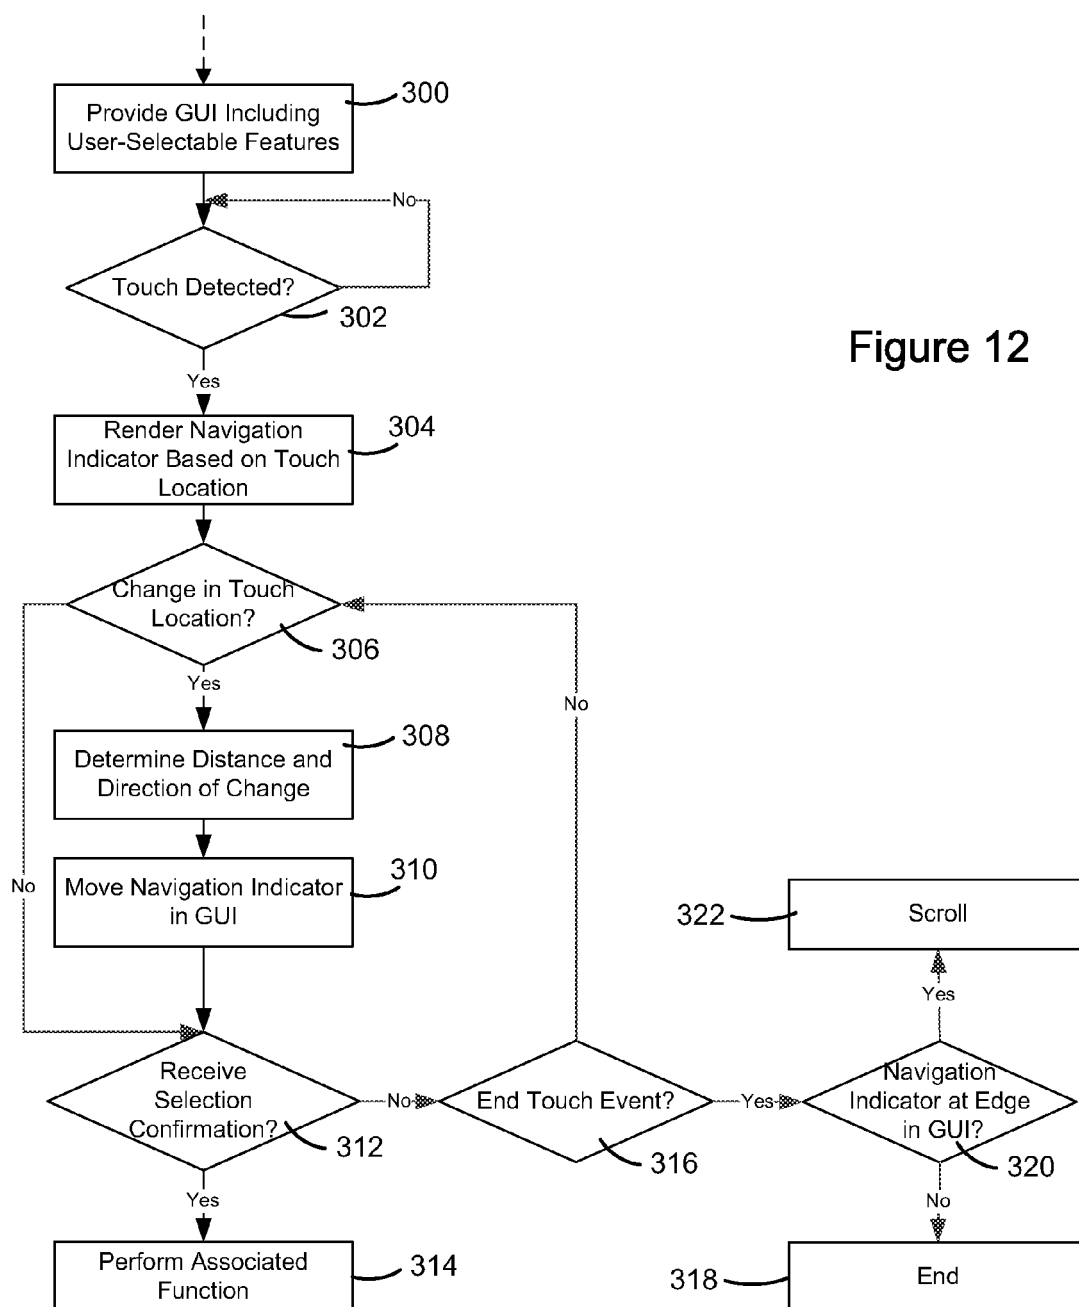 300
Provide GUI Including
User-Selectable Features
No
Touch Detected?
302
Figure 12
Yes
304
Render Navigation
Indicator Based on Touch
Location
Change in Touch
Location?
306
Yes
No
308
Determine Distance and
Direction of Change
310
No
Move Navigation Indicator
in GUI
322
Scroll
Yes
Receive
Selection
Confirmation?
312
No
End Touch Event?
316
Yes
Navigation
Indicator at Edge
in GUI?
320
Yes
No
Perform Associated
Function
314
318
End